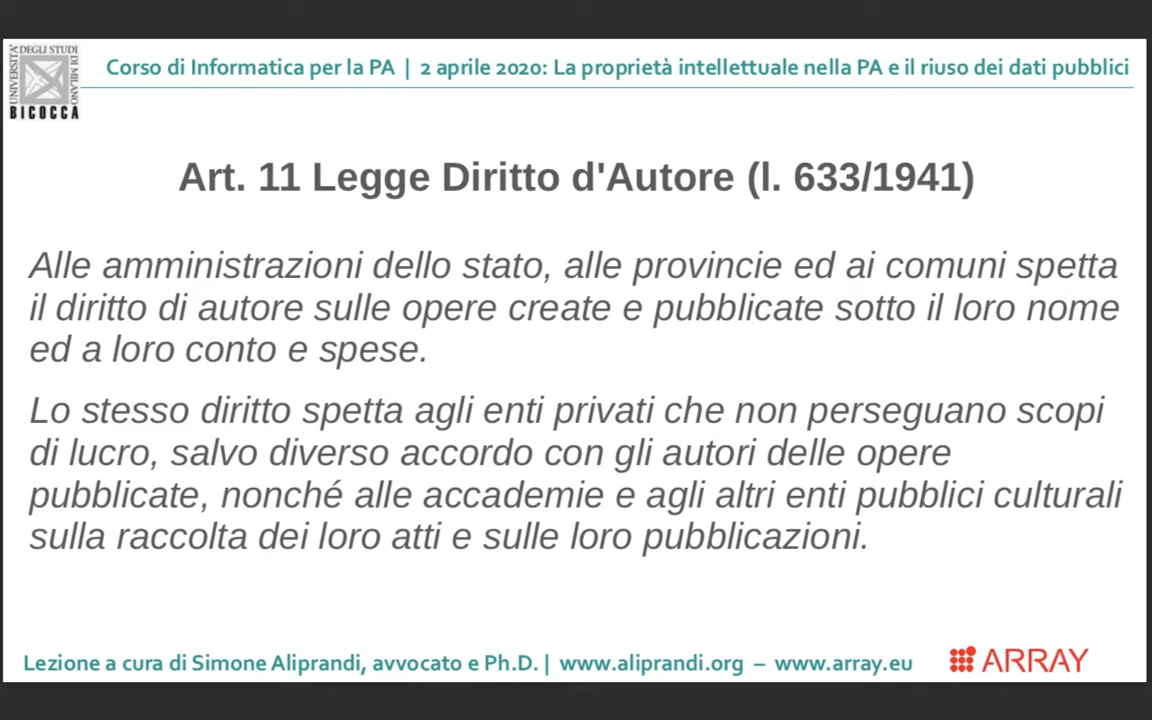 UNIVERSITÀ
DEGLI STUDI
DI MILANO
BICOCCA
Corso di Informatica per la PA | 2 aprile 2020: La proprietà intellettuale nella PA e il riuso dei dati pubblici
Art. 11 Legge Diritto d'Autore (l. 633/1941)
Alle amministrazioni dello stato, alle provincie ed ai comuni spetta
il diritto di autore sulle opere create e pubblicate sotto il loro nome
ed a loro conto e spese.
Lo stesso diritto spetta agli enti privati che non perseguano scopi
di lucro, salvo diverso accordo con gli autori delle opere
pubblicate, nonché alle accademie e agli altri enti pubblici culturali
sulla raccolta dei loro atti e sulle loro pubblicazioni.
Lezione a cura di Simone Aliprandi, avvocato e Ph.D. | www.aliprandi.org – www.array.eu
ARRAY